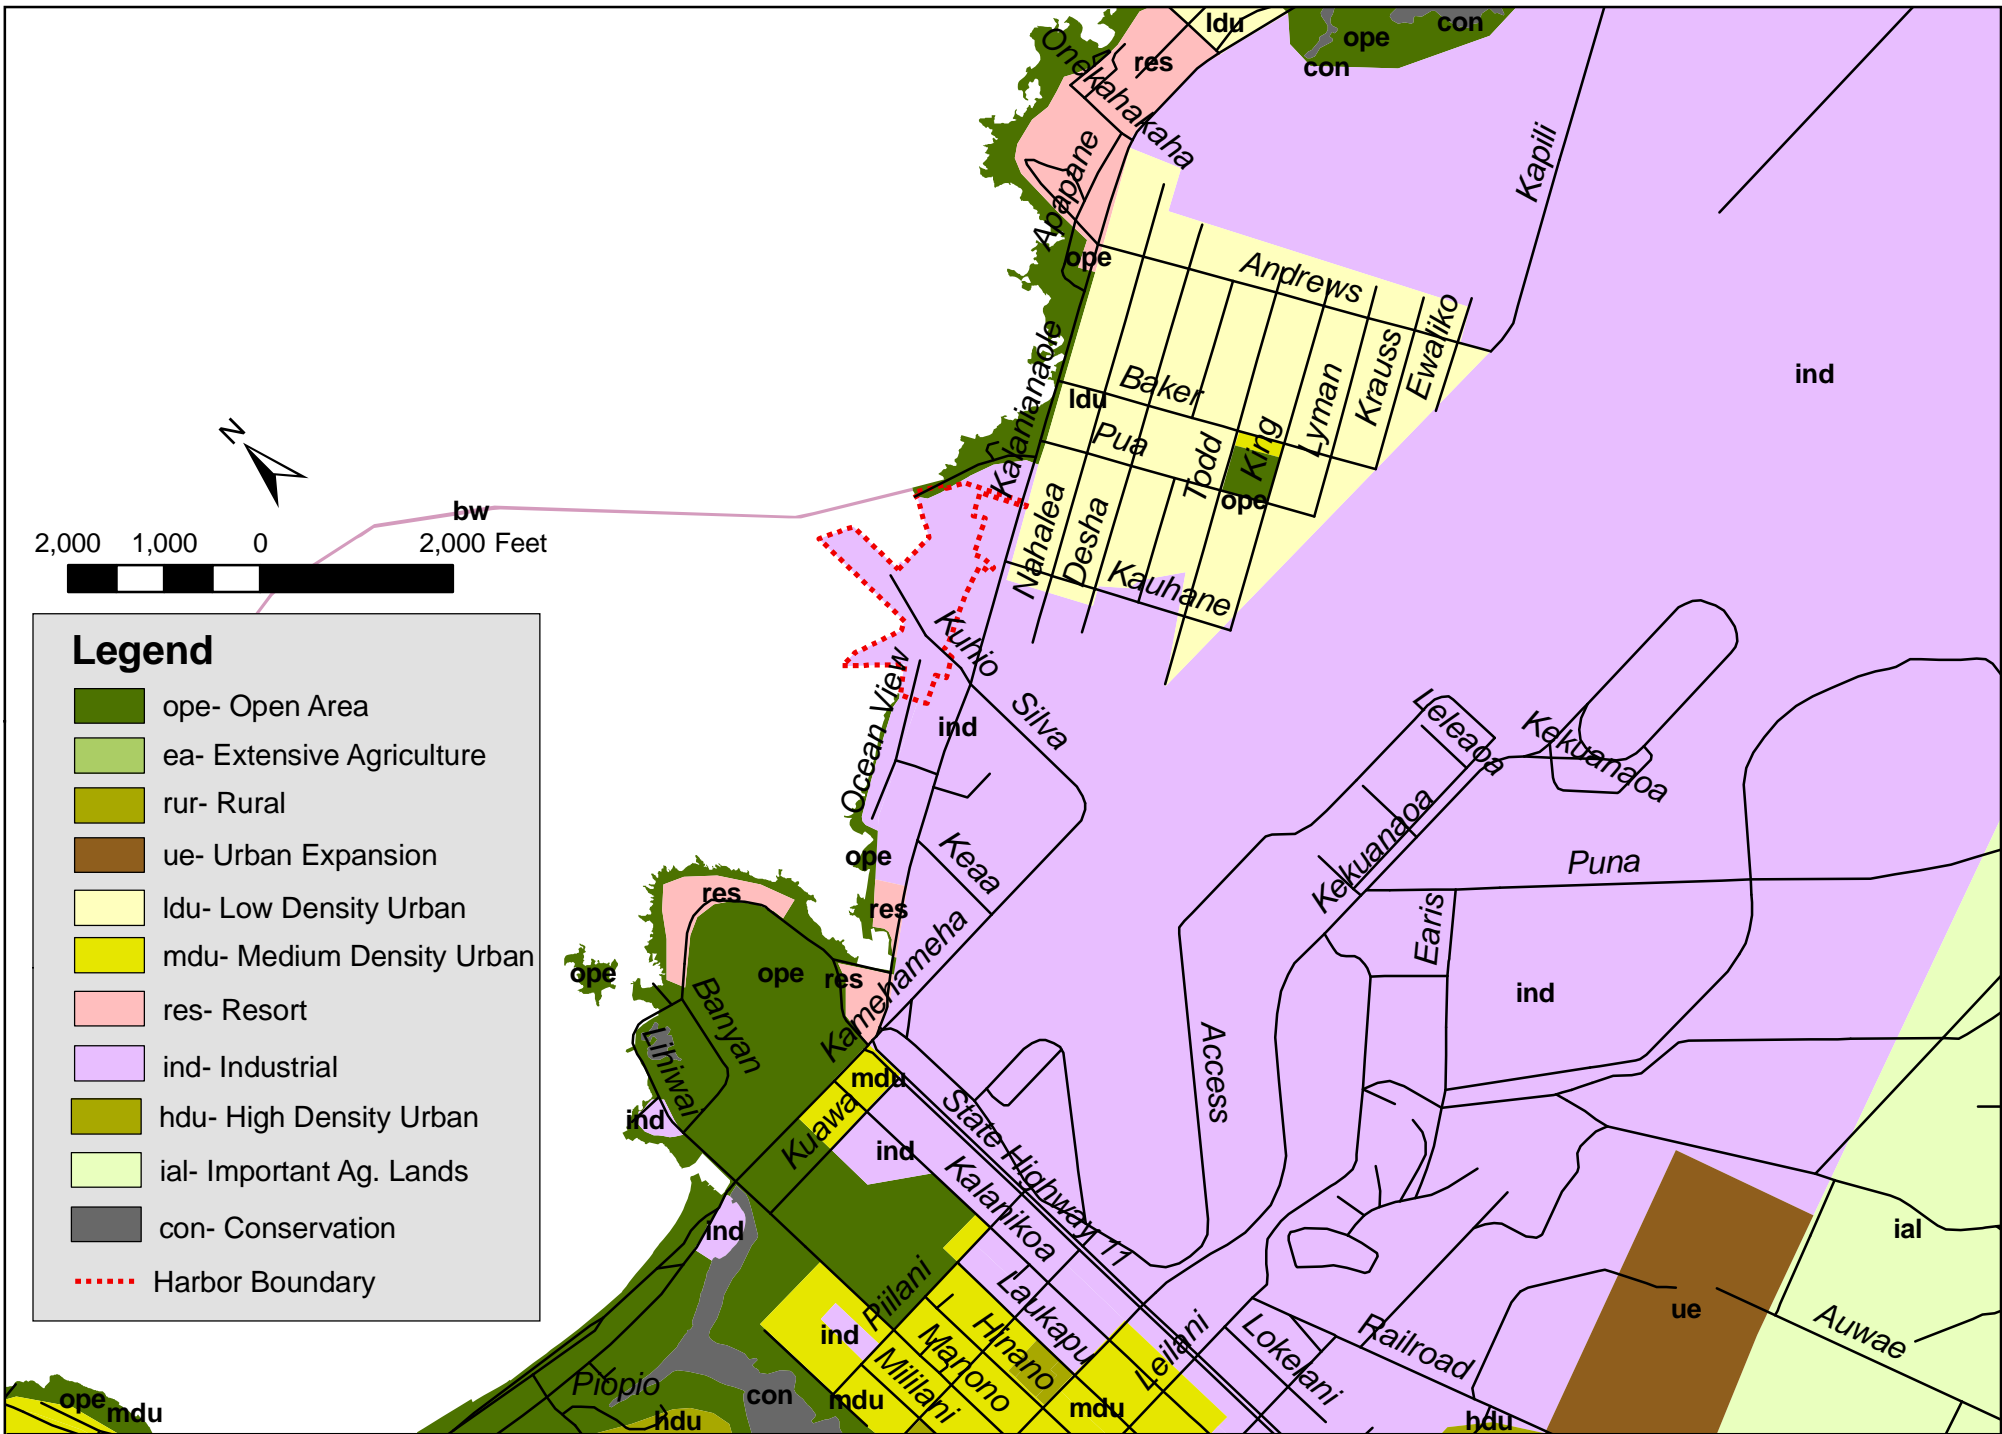 ldu
ope
con
con
res
Onekahakaha
Apapane
Kapili
ope
Andrews
Kalanianaole
ldu
Baker
Pua
Todd
King
Lyman
Krauss
Ewaliko
ind
ope
Nahalea
Desha
Kauhane
N
bw
2,000 1,000 0 2,000 Feet
Legend
ope- Open Area
ea- Extensive Agriculture
rur- Rural
ue- Urban Expansion
ldu- Low Density Urban
mdu- Medium Density Urban
res- Resort
ind- Industrial
hdu- High Density Urban
ial- Important Ag. Lands
con- Conservation
Harbor Boundary
Kuhio
Silva
ind
Ocean View
Leleaoa
Kekuanaoa
Kekuanaoa
Puna
Earis
ope
Keaa
res
res
ope
ope
res
Kamehameha
Banyan
Lihiwai
ind
ind
Access
mdu
Kuawa
ind
State Highway 11
Kalanikoa
ind
ial
ue
Auwae
Piilani
Laukapu
Hinano
Manono
Mililani
Leilani
Lokelani
Railroad
ind
mdu
mdu
Piopio
con
hdu
hdu
ope
mdu